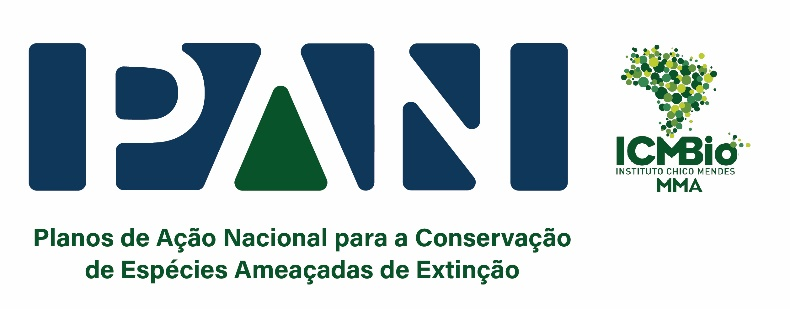 PAN
Planos de Ação Nacional para a Conservação
de Espécies Ameaçadas de Extinção
ICMBio
INSTITUTO CHICO MENDES
MMA